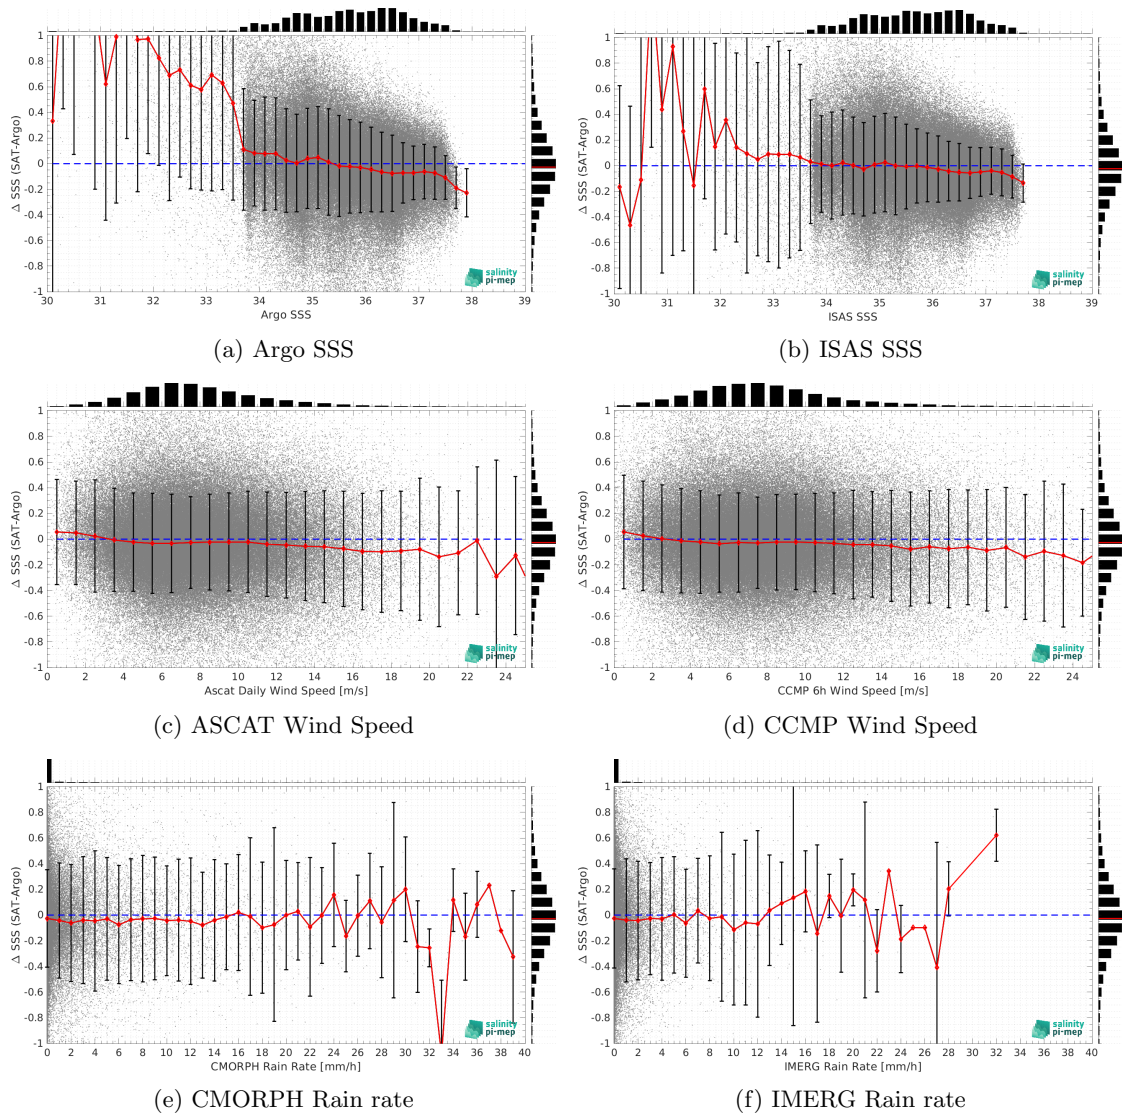 1
0.8
0.6
0.4
0.2
0
-0.2
-0.4
-0.6
-0.8
-1
Δ SSS (SAT-Argo)
30 31 32 33 34 35 36 37 38 39
Argo SSS
salinity
pi-mep
(a) Argo SSS
1
0.8
0.6
0.4
0.2
0
-0.2
-0.4
-0.6
-0.8
-1
Δ SSS (SAT-Argo)
30 31 32 33 34 35 36 37 38 39
ISAS SSS
salinity
pi-mep
(b) ISAS SSS
1
0.8
0.6
0.4
0.2
0
-0.2
-0.4
-0.6
-0.8
-1
Δ SSS (SAT-Argo)
0 2 4 6 8 10 12 14 16 18 20 22 24
Ascat Daily Wind Speed [m/s]
salinity
pi-mep
(c) ASCAT Wind Speed
1
0.8
0.6
0.4
0.2
0
-0.2
-0.4
-0.6
-0.8
-1
Δ SSS (SAT-Argo)
0 2 4 6 8 10 12 14 16 18 20 22 24
CCMP 6h Wind Speed [m/s]
salinity
pi-mep
(d) CCMP Wind Speed
1
0.8
0.6
0.4
0.2
0
-0.2
-0.4
-0.6
-0.8
-1
Δ SSS (SAT-Argo)
0 2 4 6 8 10 12 14 16 18 20 22 24 26 28 30 32 34 36 38 40
CMORPH Rain Rate [mm/h]
salinity
pi-mep
(e) CMORPH Rain rate
1
0.8
0.6
0.4
0.2
0
-0.2
-0.4
-0.6
-0.8
-1
Δ SSS (SAT-Argo)
0 2 4 6 8 10 12 14 16 18 20 22 24 26 28 30 32 34 36 38 40
IMERG Rain Rate [mm/h]
salinity
pi-mep
(f) IMERG Rain rate